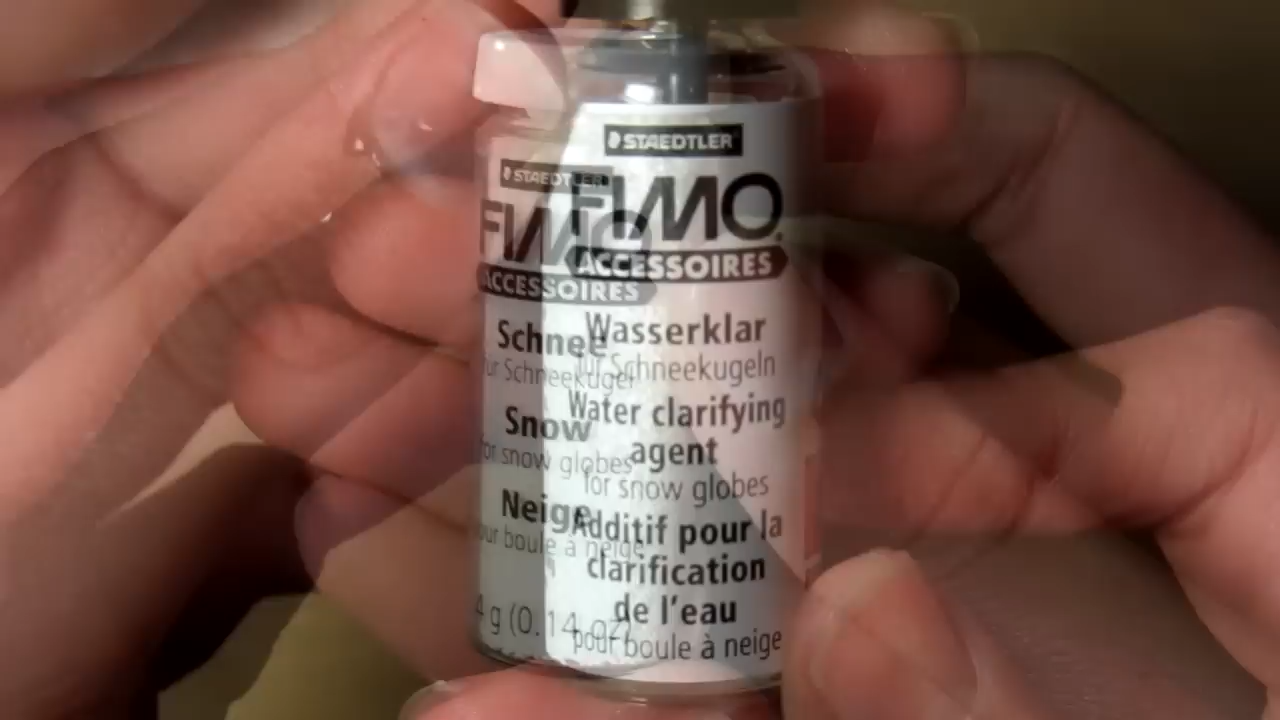 STAEDTLER
FIMO
ACCESSOIRES
Schnee
für Schneekugeln
Snow
for snow globes
Neige
pour boule à neige
4 g (0.14 oz)
STAEDTLER
FIMO
ACCESSOIRES
Wasserklar
für Schneekugeln
Water clarifying
agent
for snow globes
Additif pour la
clarification
de l'eau
pour boule à neige